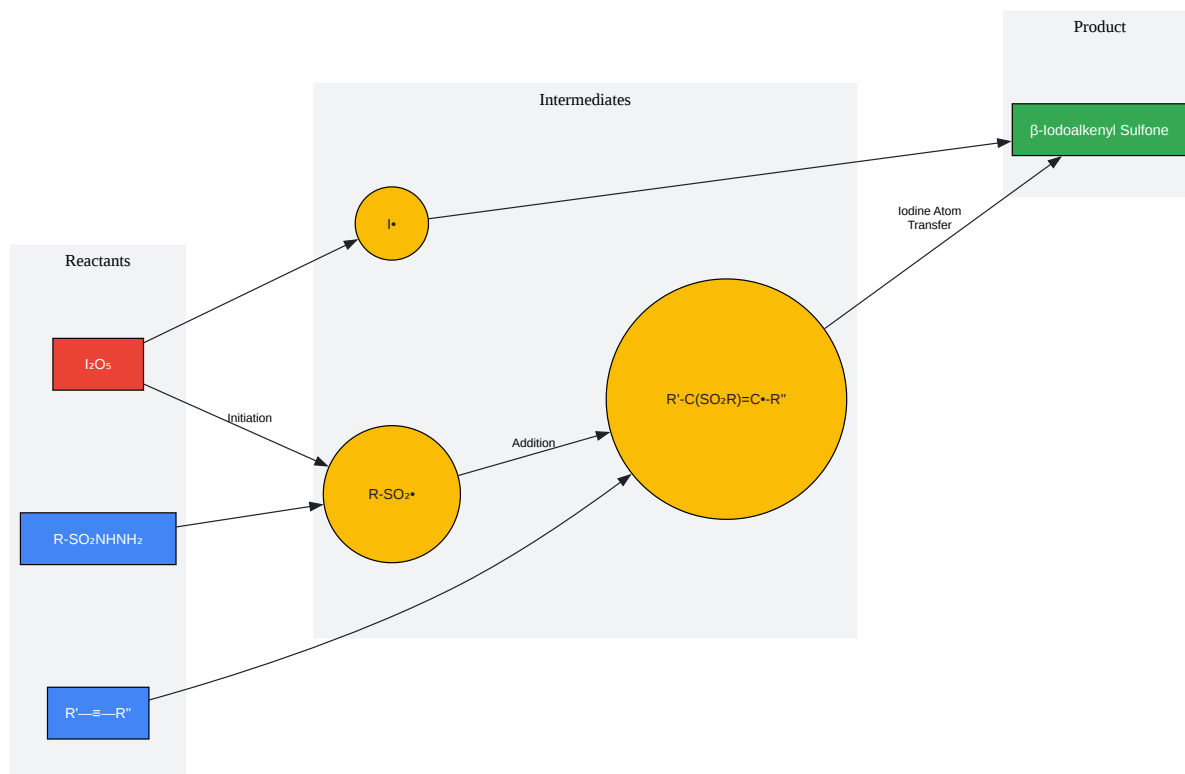 Product
Intermediates
β-Iodoalkenyl Sulfone
Iodine Atom
Transfer
I•
Reactants
I₂O₅
Initiation
R'-C(SO₂R)=C•-R"
Addition
R-SO₂•
R-SO₂NHNH₂
R'—≡—R"